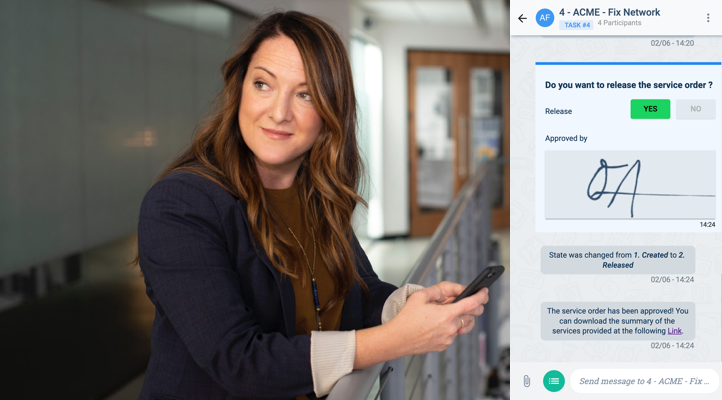 4 - ACME - Fix Network
AF
TASK #4
4 Participants
02/06 - 14:20
Do you want to release the service order ?
Release
YES
NO
Approved by
14:24
State was changed from 1. Created to 2.
Released
02/06 - 14:24
The service order has been approved! You
can download the summary of the
services provided at the following Link.
02/06 - 14:24
Send message to 4 - ACME - Fix ...